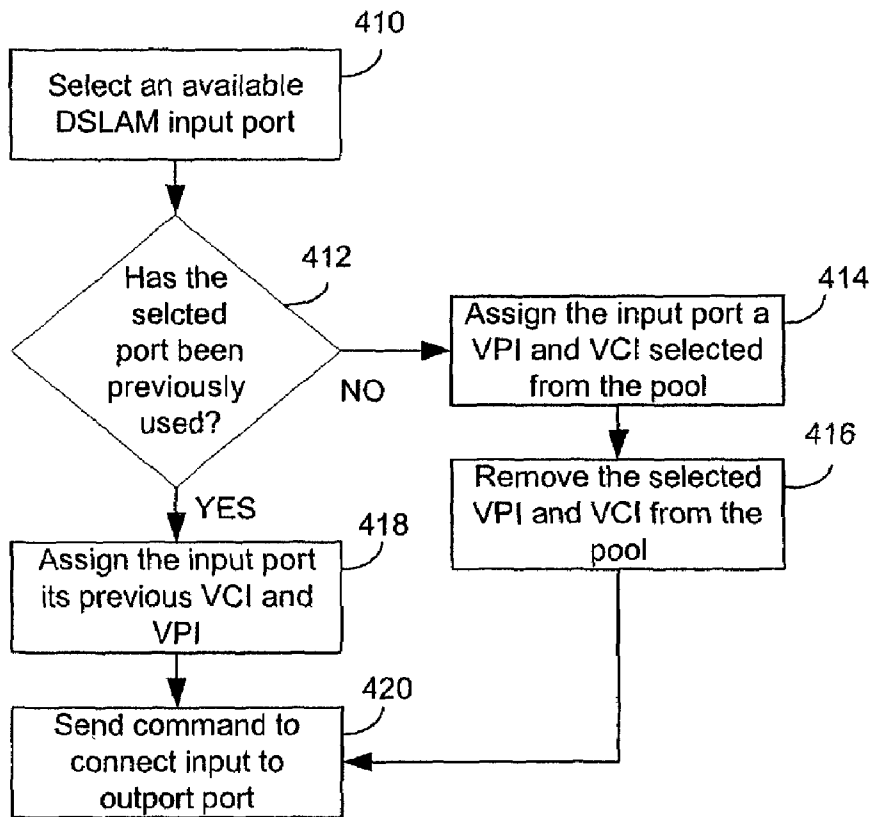 410
Select an available
DSLAM input port
412
Has the
selcted
port been
previously
used?
NO
YES
414
Assign the input port a
VPI and VCI selected
from the pool
416
Remove the selected
VPI and VCI from the
pool
418
Assign the input port
its previous VCI and
VPI
420
Send command to
connect input to
outport port